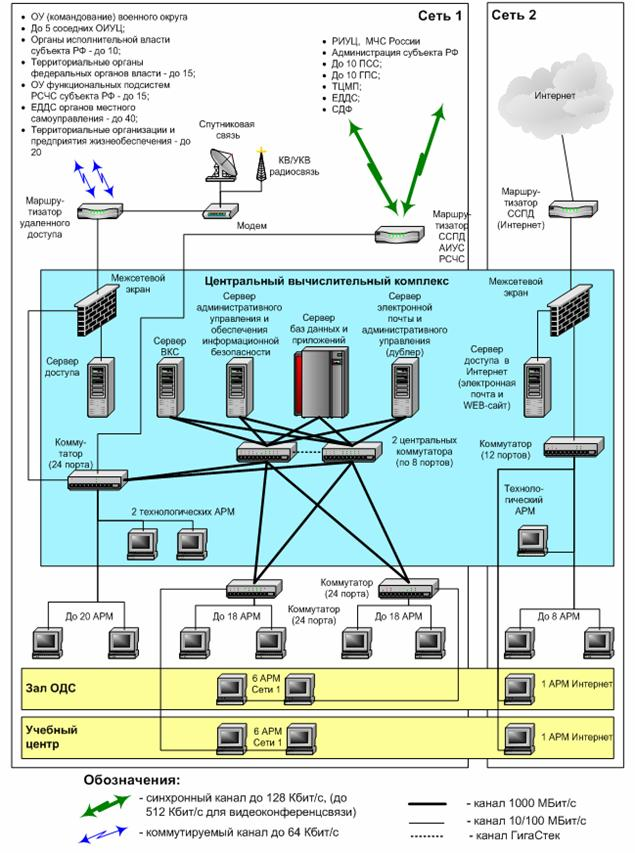 Сеть 1
Сеть 2
• ОУ (командование) военного округа
• До 5 соседних ОИУЦ;
• Органы исполнительной власти
субъекта РФ - до 10;
• Территориальные органы
федеральных органов власти - до 15;
• ОУ функциональных подсистем
РСЧС субъекта РФ - до 15;
• ЕДДС органов местного
самоуправления - до 40;
• Территориальные организации и
предприятия жизнеобеспечения - до
20
• РИУЦ, МЧС России
• Администрация субъекта РФ
• До 10 ПСС;
• До 10 ГПС;
• ТЦМП;
• ЕДДС;
• СДФ
Интернет
Спутниковая
связь
КВ/УКВ
радиосвязь
Маршру-
тизатор
удаленного
доступа
Модем
Маршру-
тизатор
ССПД
АИУС
РСЧС
Маршру-
тизатор
ССПД
(Интернет)
Центральный вычислительный комплекс
Межсетевой
экран
Сервер
доступа
Сервер
ВКС
Сервер
административного
управления и
обеспечения
информационной
безопасности
Сервер
баз данных и
приложений
Сервер
электронной
почты и
административного
управления
(дублер)
Межсетевой
экран
Сервер
доступа в
Интернет
(электронная
почта и
WEB-сайт)
Комму-
татор
(24 порта)
2 центральных
коммутатора
(по 8 портов)
Коммутатор
(12 портов)
2 технологических АРМ
Техноло-
гический
АРМ
Коммутатор
(24 порта)
Коммутатор
(24 порта)
До 20 АРМ
До 18 АРМ
До 18 АРМ
До 8 АРМ
Зал ОДС
6 АРМ
Сети 1
1 АРМ Интернет
Учебный
центр
6 АРМ
Сети 1
1 АРМ Интернет
Обозначения:
- синхронный канал до 128 Кбит/с, (до
512 Кбит/с для видеоконференцсвязи)
- коммутируемый канал до 64 Кбит/с
- канал 1000 МБит/с
- канал 10/100 МБит/с
- канал ГигаСтек